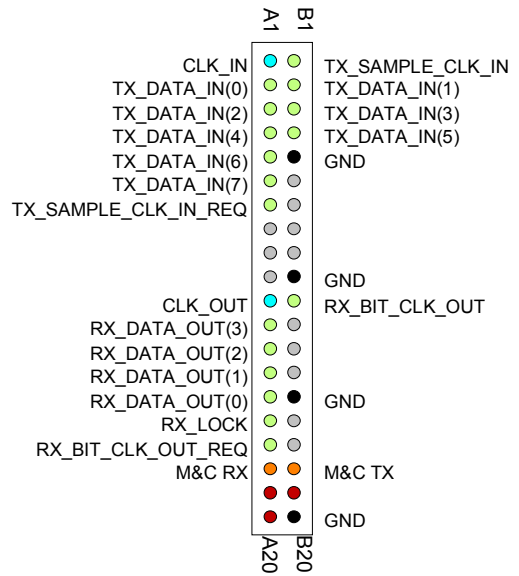 A1 B1
CLK_IN TX_SAMPLE_CLK_IN
TX_DATA_IN(0) TX_DATA_IN(1)
TX_DATA_IN(2) TX_DATA_IN(3)
TX_DATA_IN(4) TX_DATA_IN(5)
TX_DATA_IN(6) GND
TX_DATA_IN(7)
TX_SAMPLE_CLK_IN_REQ
GND
CLK_OUT RX_BIT_CLK_OUT
RX_DATA_OUT(3)
RX_DATA_OUT(2)
RX_DATA_OUT(1)
RX_DATA_OUT(0) GND
RX_LOCK
RX_BIT_CLK_OUT_REQ
M&C RX M&C TX
GND
A20 B20